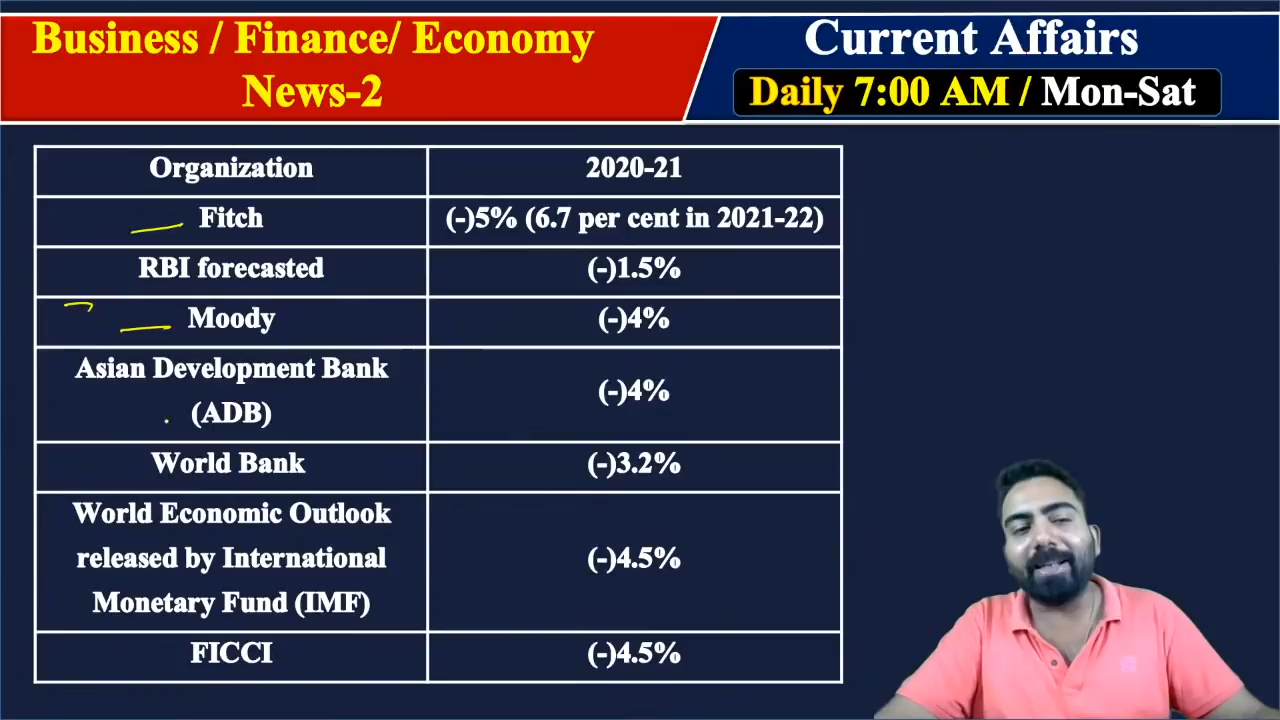 Business / Finance/ Economy
News-2
Current Affairs
Daily 7:00 AM / Mon-Sat
Organization
2020-21
Fitch
(-)5% (6.7 per cent in 2021-22)
RBI forecasted
(-)1.5%
Moody
(-)4%
Asian Development Bank
(ADB)
(-)4%
World Bank
(-)3.2%
World Economic Outlook
released by International
Monetary Fund (IMF)
(-)4.5%
FICCI
(-)4.5%